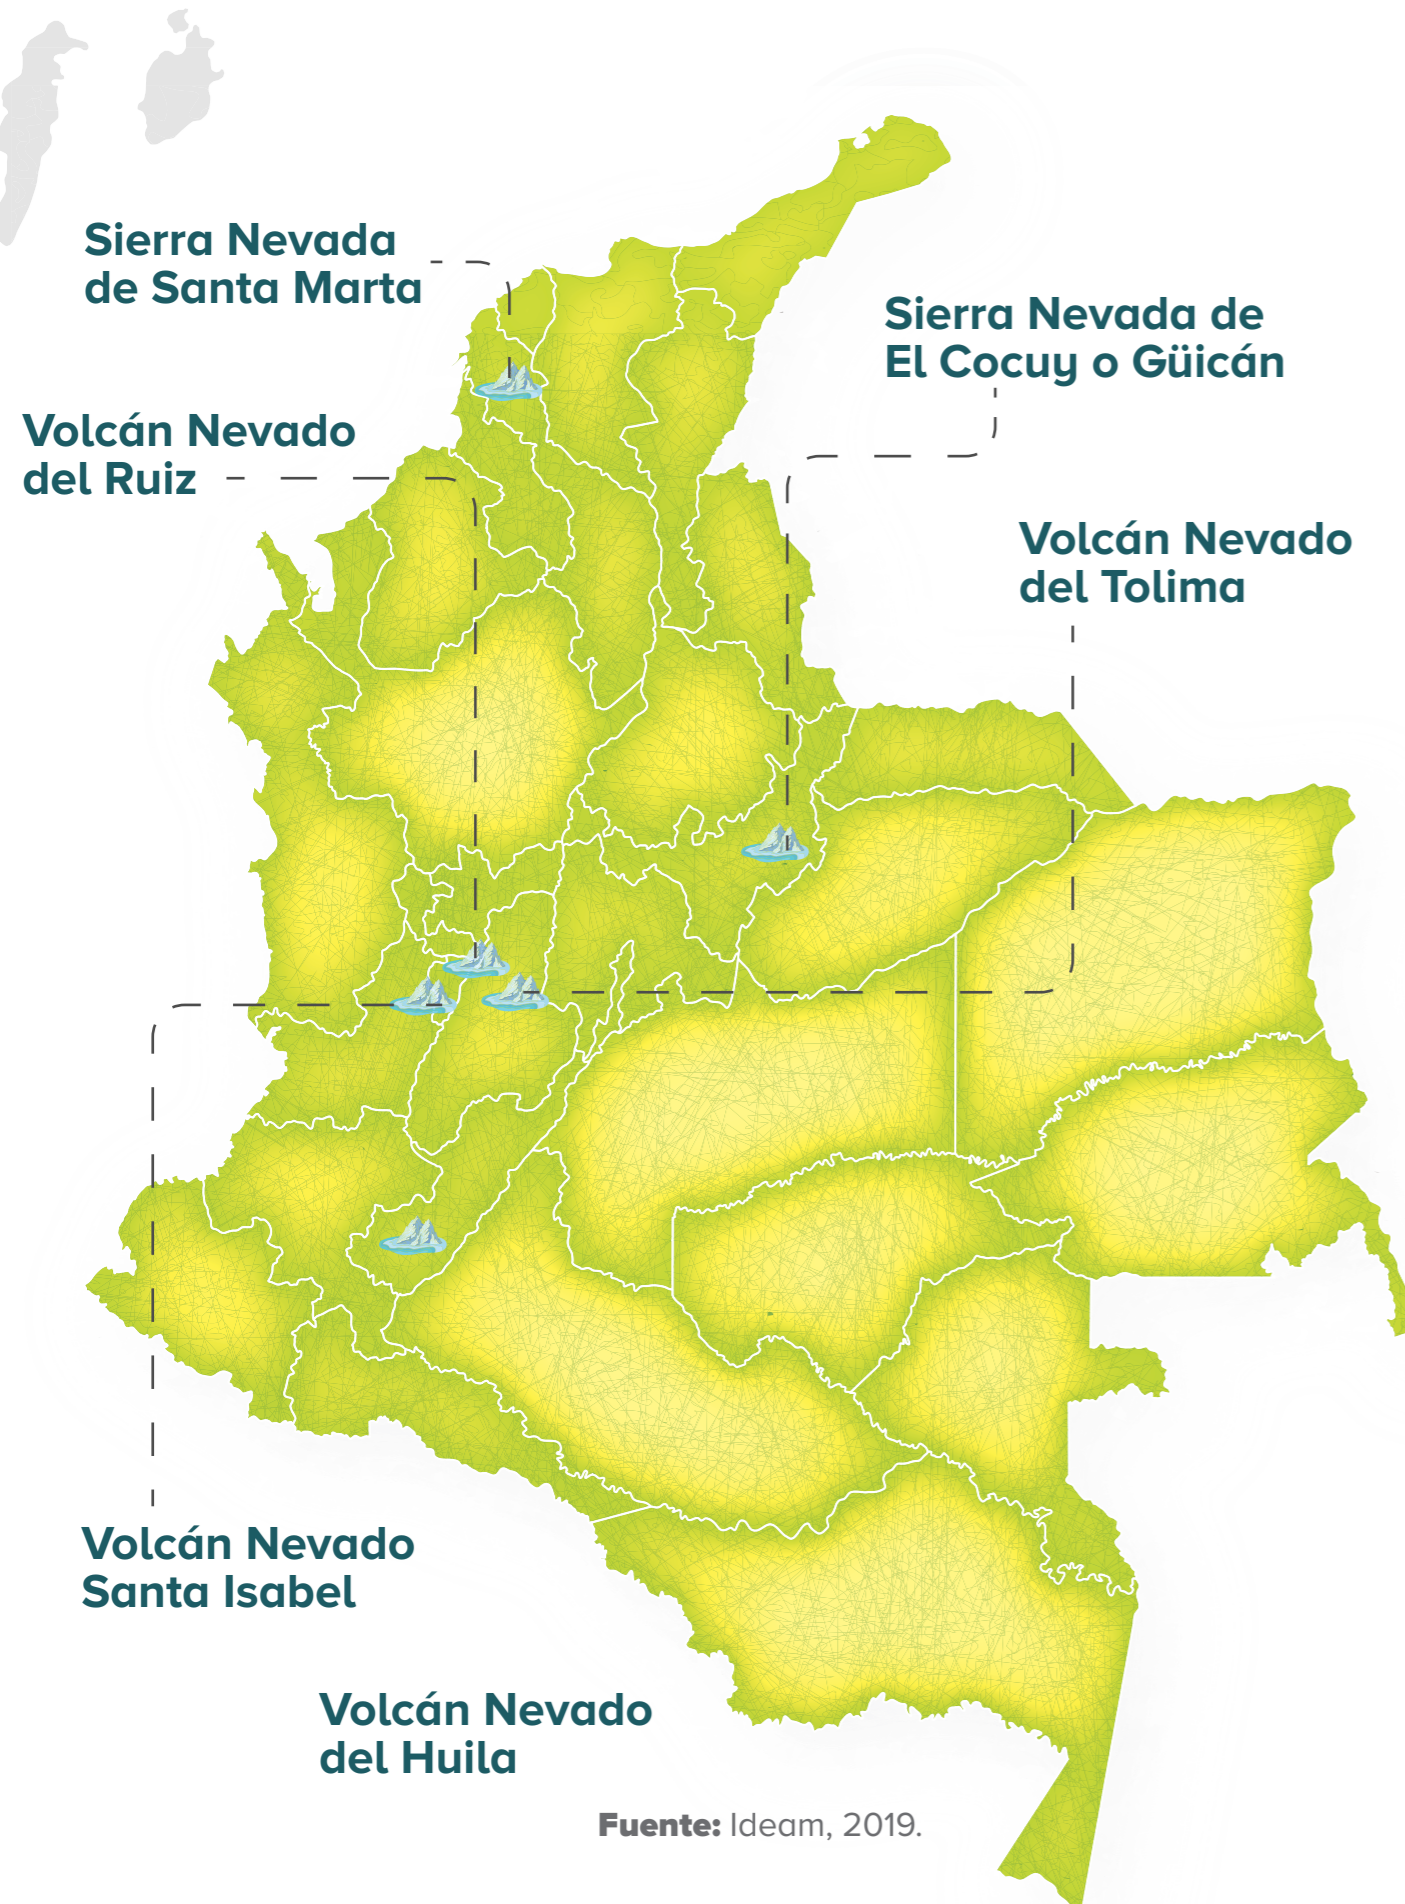 Sierra Nevada
de Santa Marta
Sierra Nevada de
El Cocuy o Güicán
Volcán Nevado
del Ruiz
Volcán Nevado
del Tolima
Volcán Nevado
Santa Isabel
Volcán Nevado
del Huila
Fuente: Ideam, 2019.